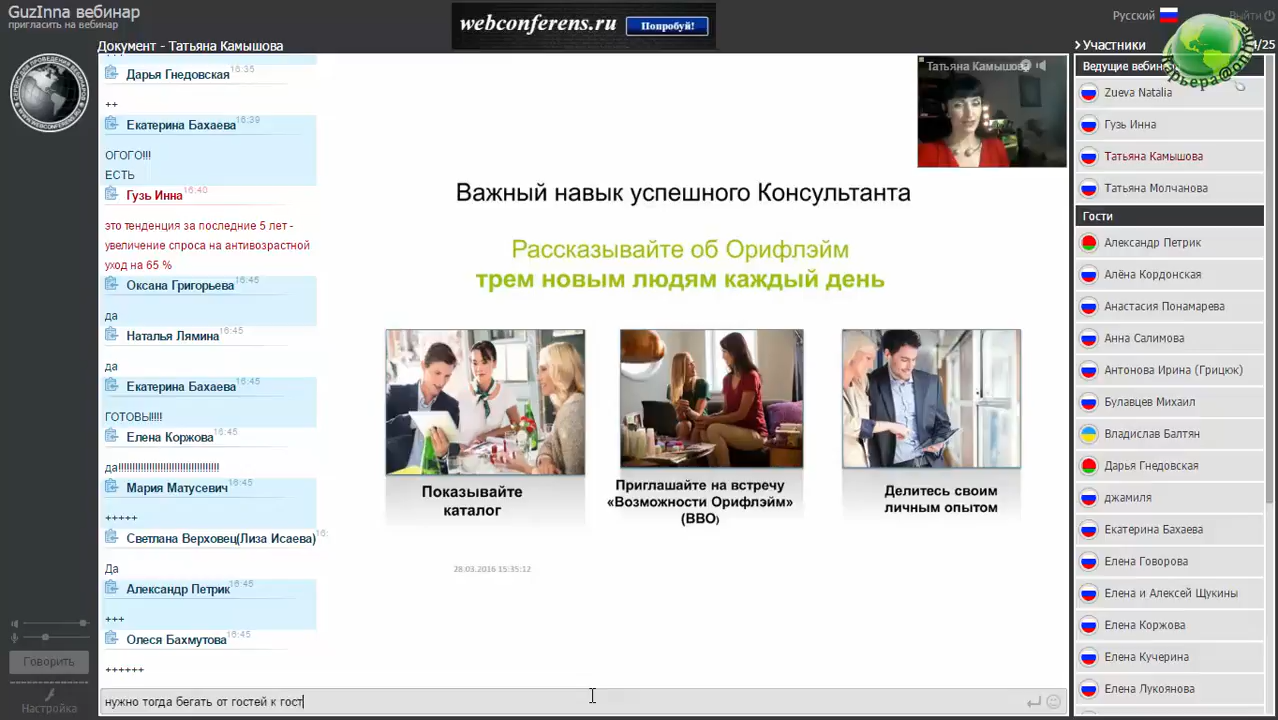 GuzInna вебинар
пригласить на вебинар
webconferens.ru
Попробуй!
Русский
Выйти
Документ - Татьяна Камышова
Дарья Гнедовская 16:35
++
Екатерина Бахаева 16:39
ОГОГО!!!
ЕСТЬ
Гузь Инна 16:40
это тенденция за последние 5 лет -
увеличение спроса на антивозрастной
уход на 65 %
Оксана Григорьева 16:45
да
Наталья Лямина 16:45
да
Екатерина Бахаева 16:45
ГОТОВЫ!!!!
Елена Коржова 16:45
да!!!!!!!!!!!!!!!!!!!!!!!!!!!!!!!!!!!!
Мария Матусевич 16:45
+++++
Светлана Верховец(Лиза Исаева) 16:
Да
Александр Петрик 16:45
+++
Олеся Бахмутова 16:45
++++++
нужно тогда бегать от гостей к гост
Говорить
Настройка
Татьяна Камышова
Важный навык успешного Консультанта
Рассказывайте об Орифлэйм
трем новым людям каждый день
Показывайте
каталог
Приглашайте на встречу
«Возможности Орифлэйм»
(ВВО)
Делитесь своим
личным опытом
28.03.2016 15:35:12
Участники
/25
Ведущие вебин
Zueva Natalia
Гузь Инна
Татьяна Камышова
Татьяна Молчанова
Гости
Александр Петрик
Алёна Кордонская
Анастасия Понамарева
Анна Салимова
Антонова Ирина (Грицюк)
Булавцев Михаил
Владислав Балтян
Дарья Гнедовская
джамиля
Екатерина Бахаева
Елена Говорова
Елена и Алексей Щукины
Елена Коржова
Елена Кучерина
Елена Лукоянова